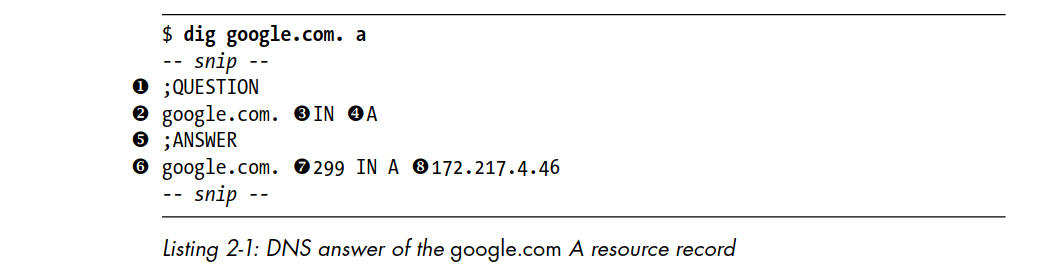 $ dig google.com. a
-- snip --
❶ ;QUESTION
❷ google.com. ❸IN ❹A
❺ ;ANSWER
❻ google.com. ❼299 IN A ❽172.217.4.46
-- snip --
Listing 2-1: DNS answer of the google.com A resource record